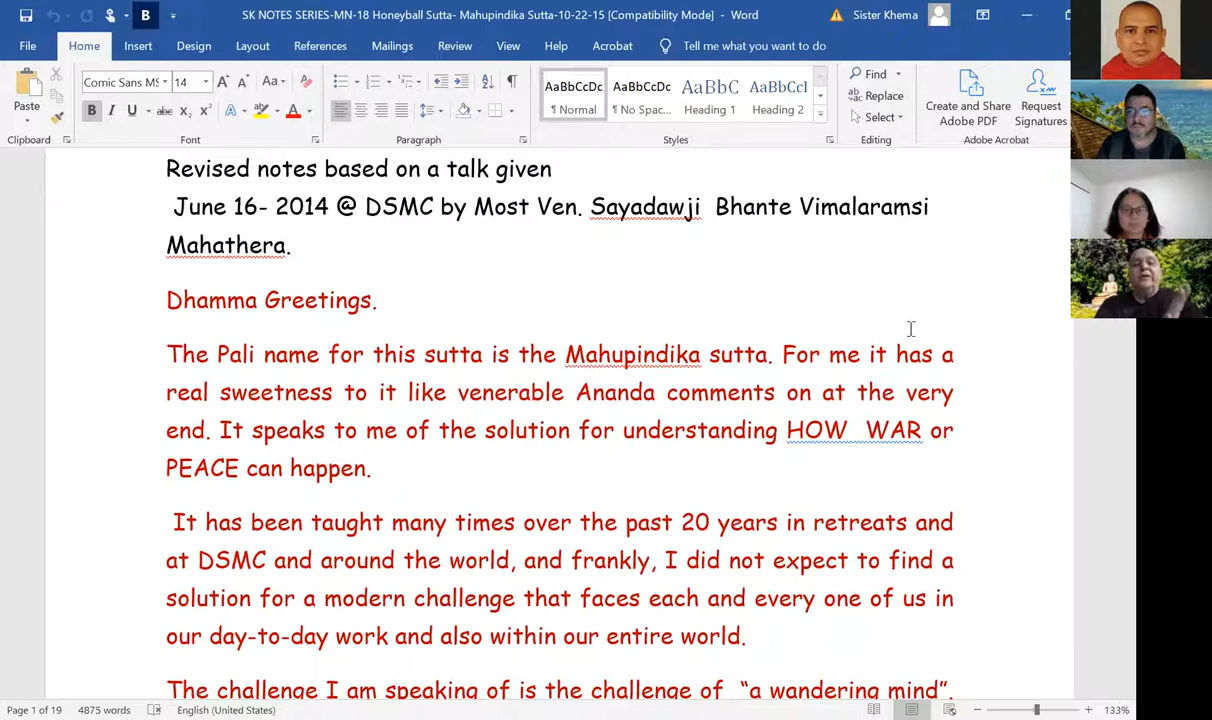 SK NOTES SERIES-MN-18 Honeyball Sutta- Mahupindika Sutta-10-22-15 [Compatibility Mode] - Word
Sister Khema
File Home Insert Design Layout References Mailings Review View Help Acrobat Tell me what you want to do
Comic Sans MS 14
Paste
AaBbCcDc AaBbCcDc AaBbC AaBbCcI
¶ Normal ¶ No Spac... Heading 1 Heading 2
Find
Replace
Select
Create and Share Adobe PDF
Request Signatures
Clipboard Font Paragraph Styles Editing Adobe Acrobat
Revised notes based on a talk given
June 16- 2014 @ DSMC by Most Ven. Sayadawji Bhante Vimalaramsi
Mahathera.
Dhamma Greetings.
The Pali name for this sutta is the Mahupindika sutta. For me it has a
real sweetness to it like venerable Ananda comments on at the very
end. It speaks to me of the solution for understanding HOW WAR or
PEACE can happen.
It has been taught many times over the past 20 years in retreats and
at DSMC and around the world, and frankly, I did not expect to find a
solution for a modern challenge that faces each and every one of us in
our day-to-day work and also within our entire world.
The challenge I am speaking of is the challenge of "a wandering mind".
Page 1 of 19 4875 words English (United States) 133%